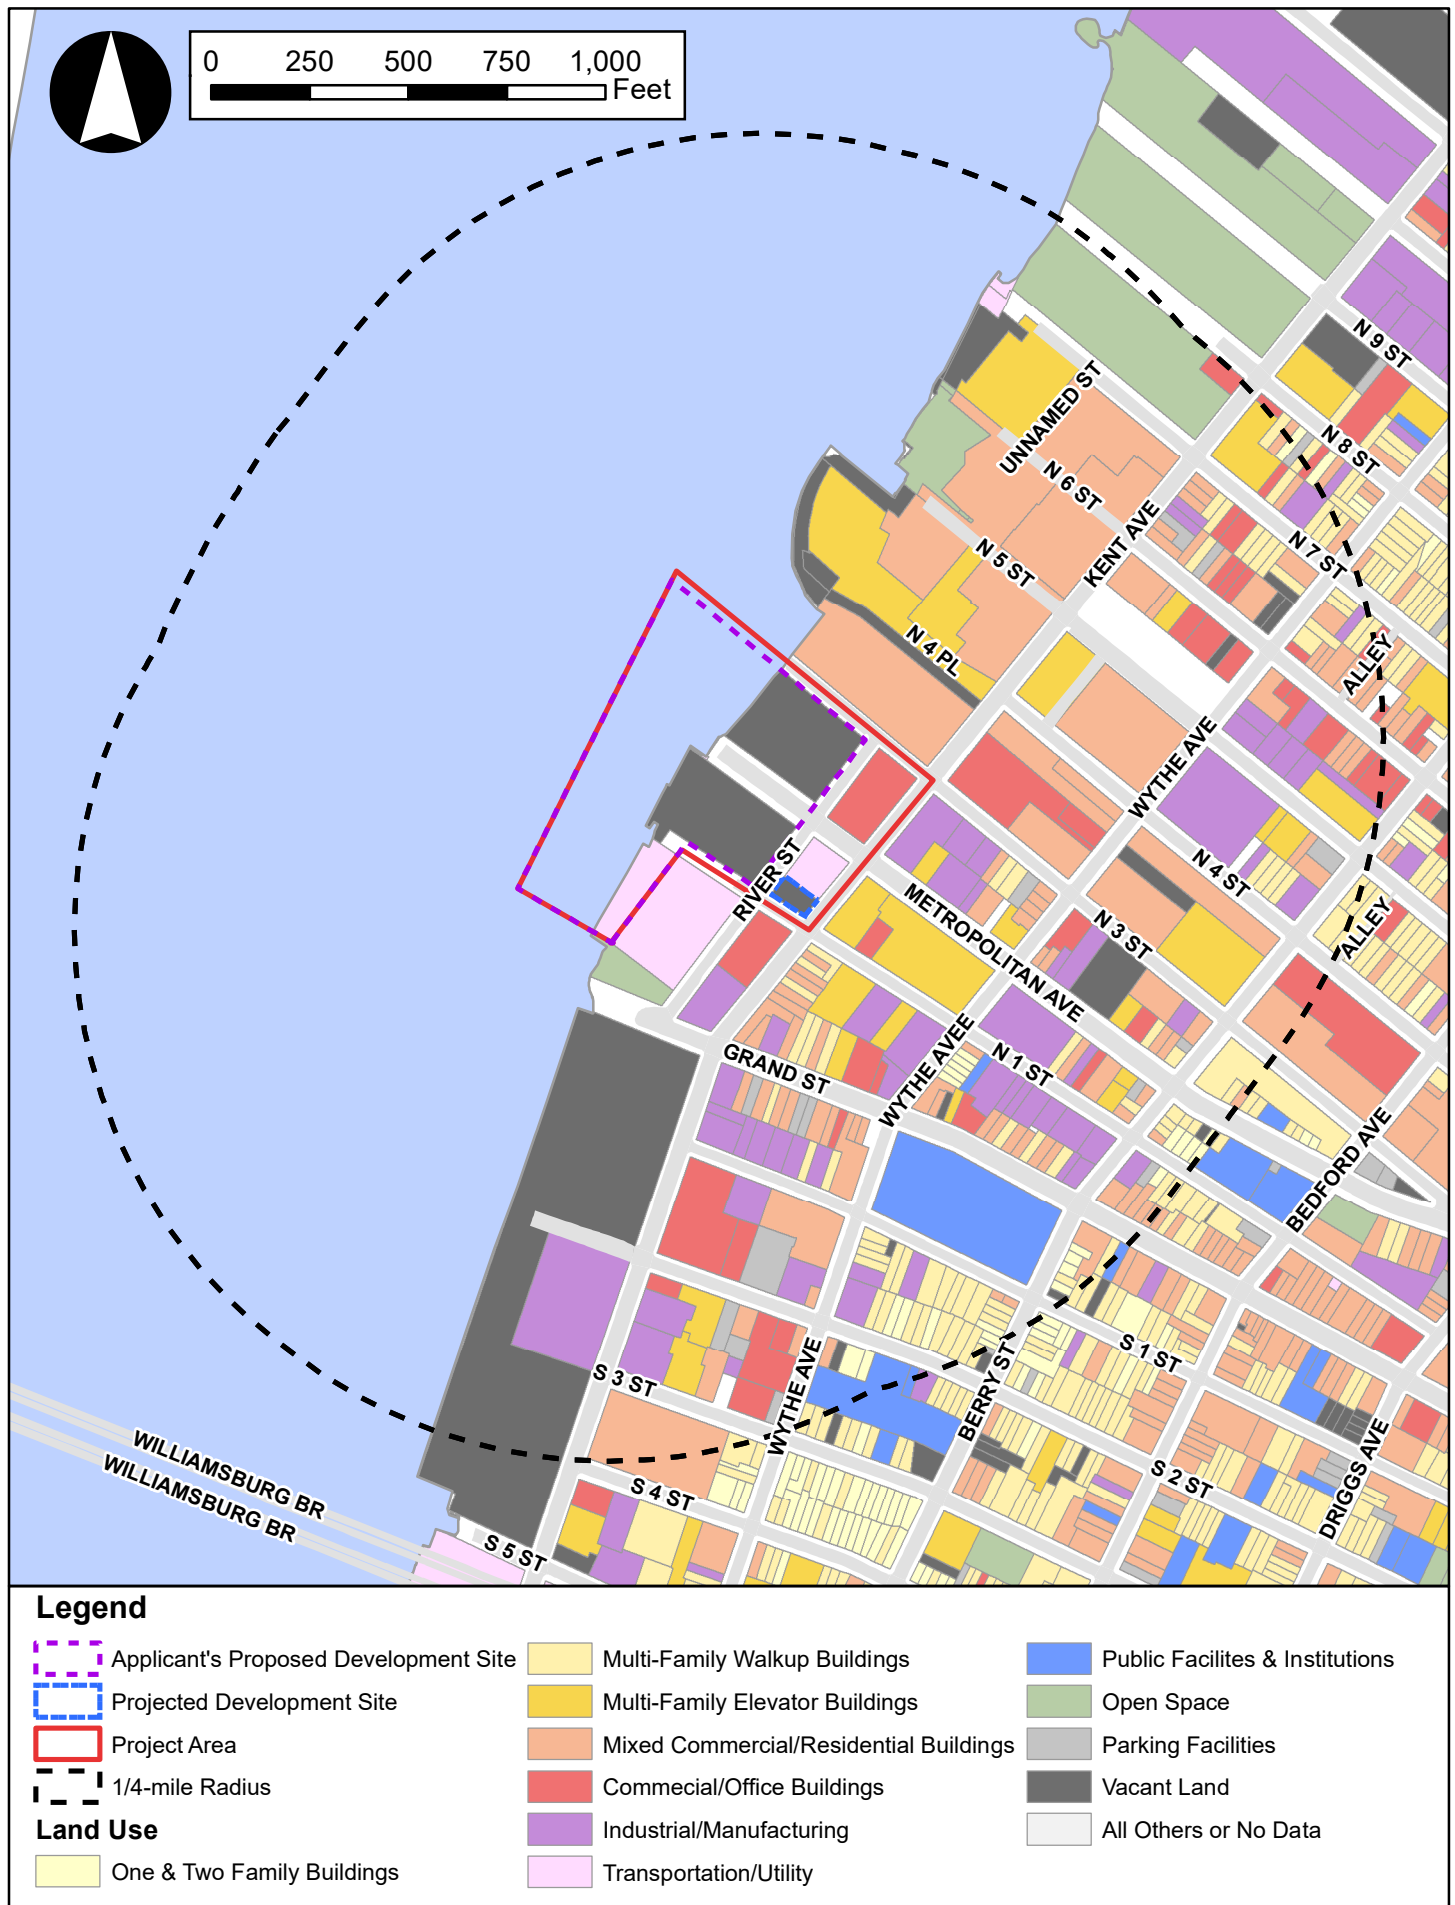 0 250 500 750 1,000
Feet
N 9 ST
UNNAMED ST
N 8 ST
N 6 ST
KENT AVE
N 7 ST
N 5 ST
N 4 PL
ALLEY
WYTHE AVE
RIVER ST
N 4 ST
METROPOLITAN AVE
N 3 ST
ALLEY
GRAND ST
WYTHE AVEE
N 1 ST
BEDFORD AVE
S 1 ST
S 3 ST
WYTHE AVE
BERRY ST
WILLIAMSBURG BR
WILLIAMSBURG BR
S 4 ST
S 2 ST
DRIGGS AVE
S 5 ST
Legend
Applicant's Proposed Development Site
Projected Development Site
Project Area
1/4-mile Radius
Land Use
One & Two Family Buildings
Multi-Family Walkup Buildings
Multi-Family Elevator Buildings
Mixed Commercial/Residential Buildings
Commecial/Office Buildings
Industrial/Manufacturing
Transportation/Utility
Public Facilites & Institutions
Open Space
Parking Facilities
Vacant Land
All Others or No Data